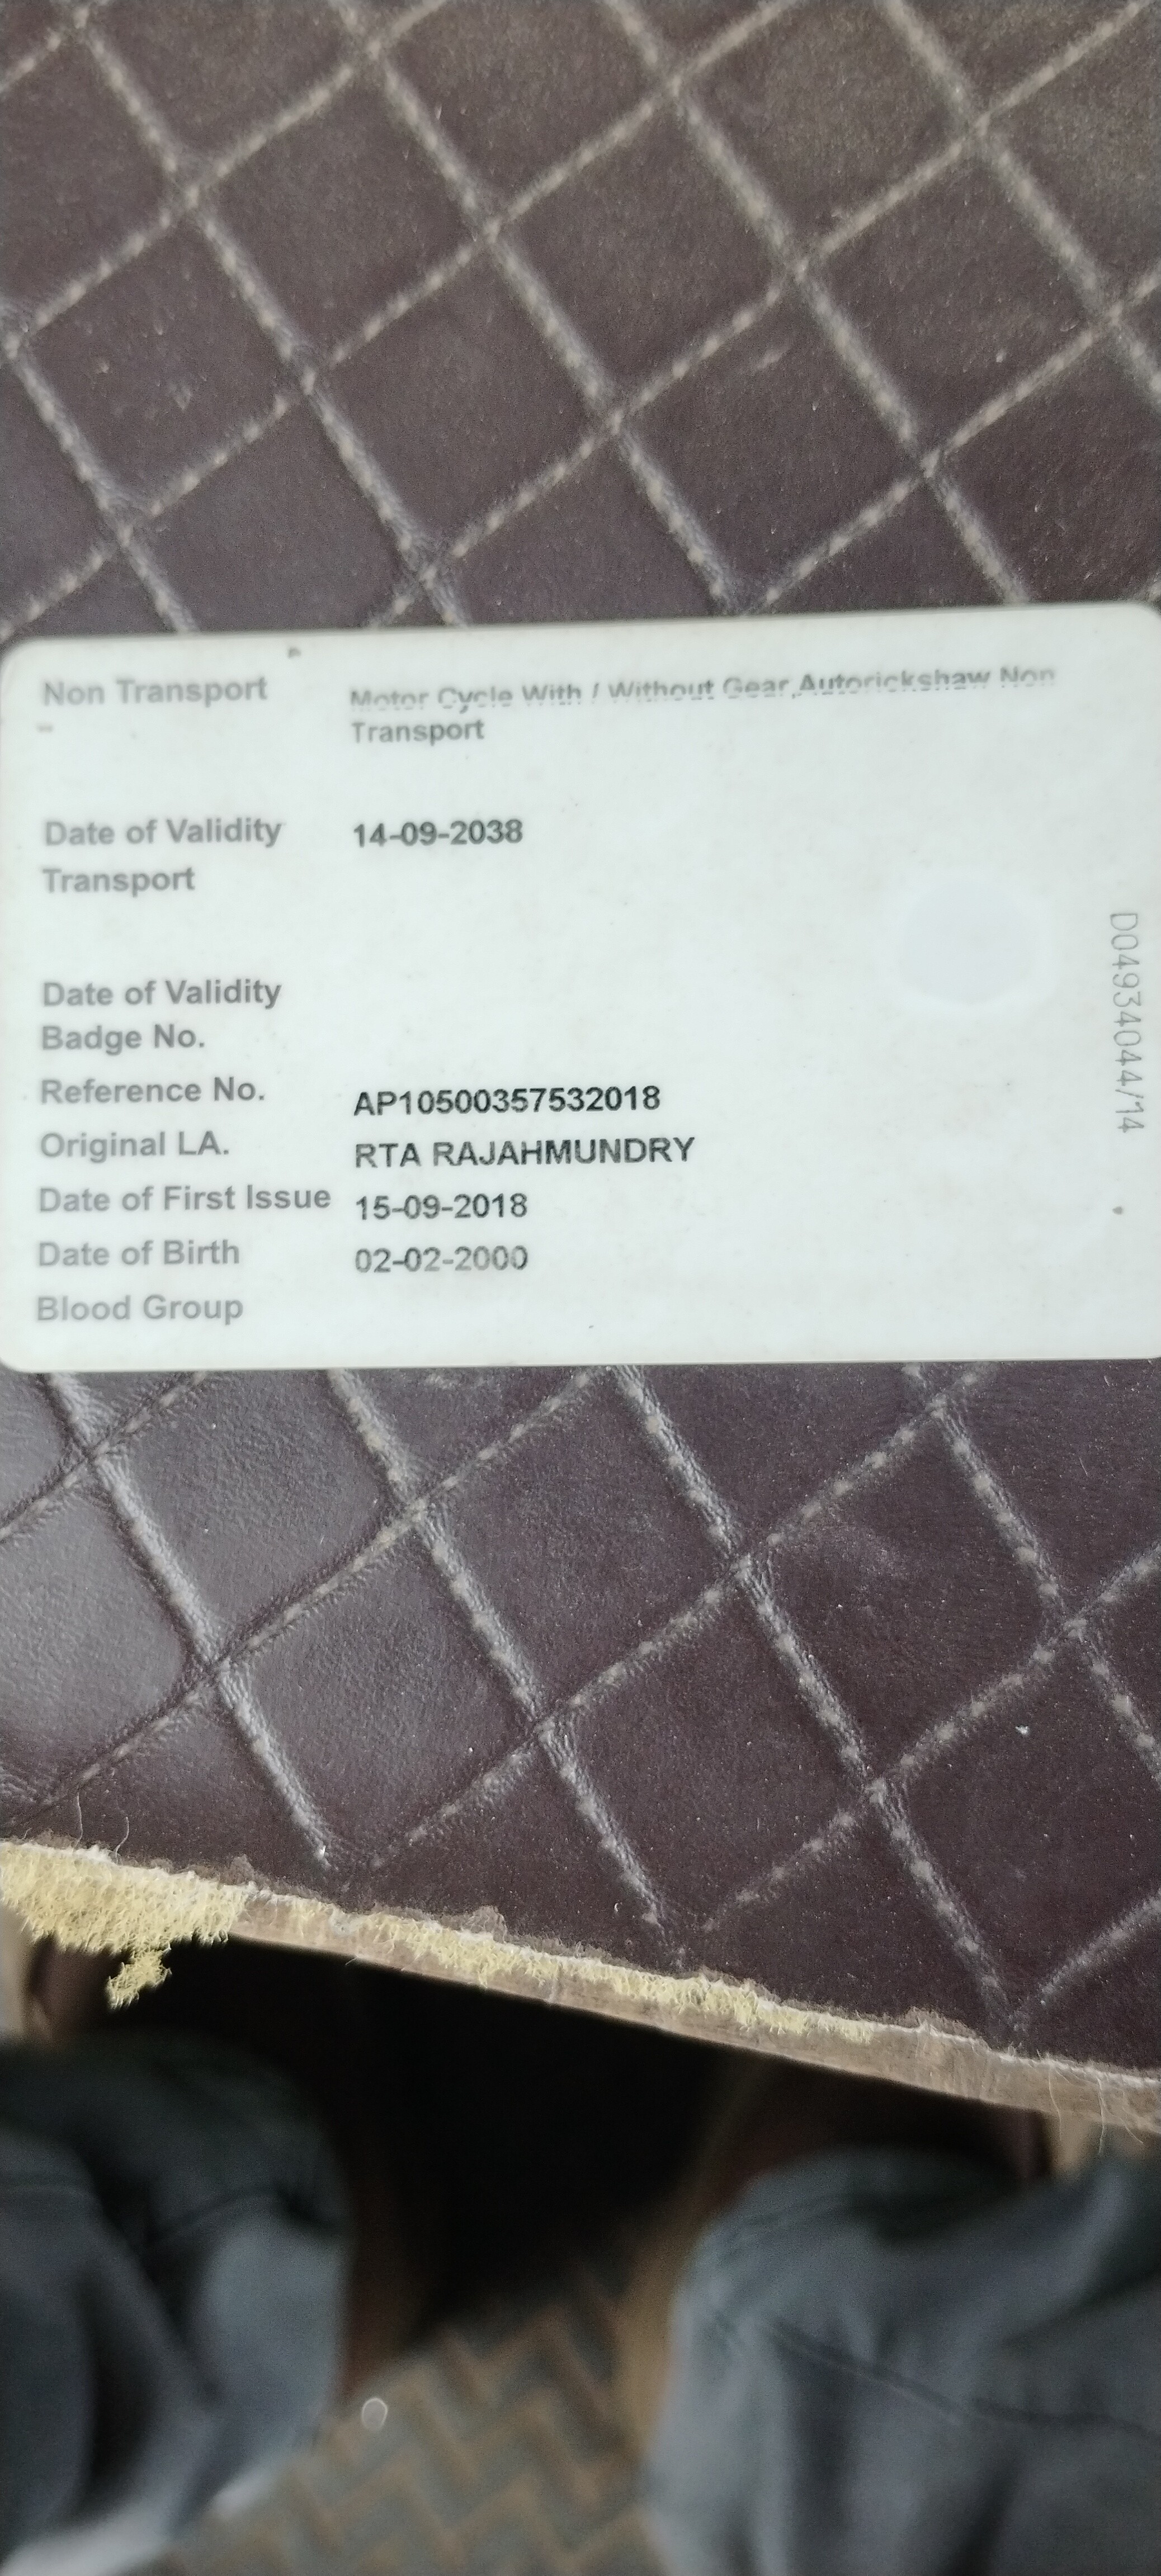 Non Transport Motor Cycle With / Without Gear,Autorickshaw Non
Transport
Date of Validity 14-09-2038
Transport
Date of Validity
Badge No.
Reference No. AP10500357532018
Original LA. RTA RAJAHMUNDRY
Date of First Issue 15-09-2018
Date of Birth 02-02-2000
Blood Group
D04934044/14